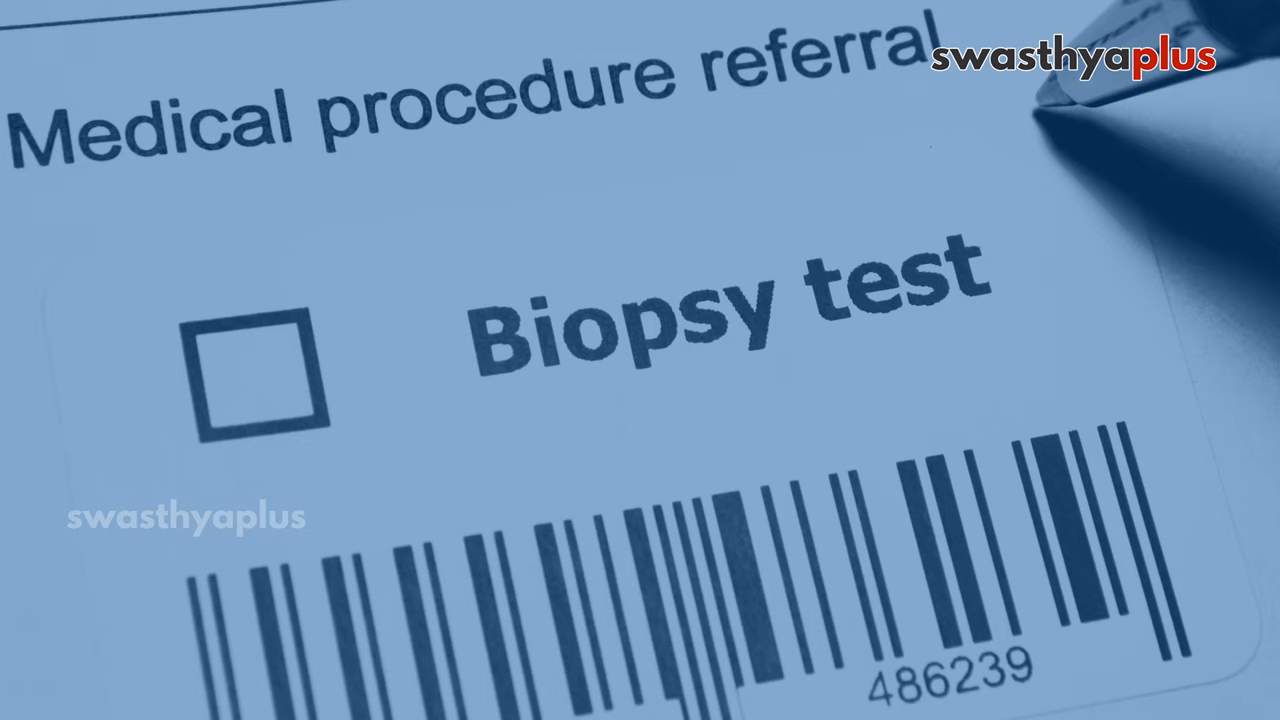 Medical procedure referral
swasthyaplus
Biopsy test
swasthyaplus
486239